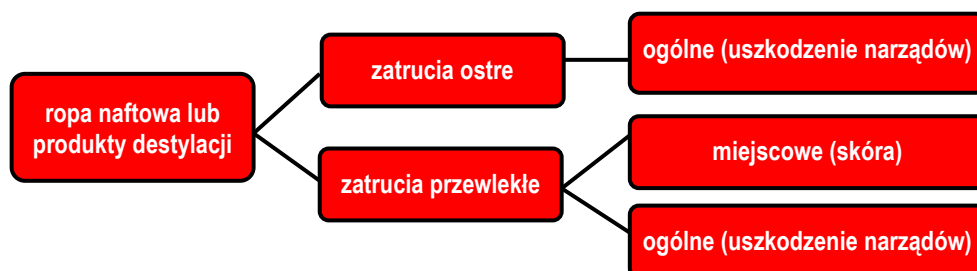 ropa naftowa lub
produkty destylacji
zatrucia ostre
ogólne (uszkodzenie narządów)
zatrucia przewlekłe
miejscowe (skóra)
ogólne (uszkodzenie narządów)